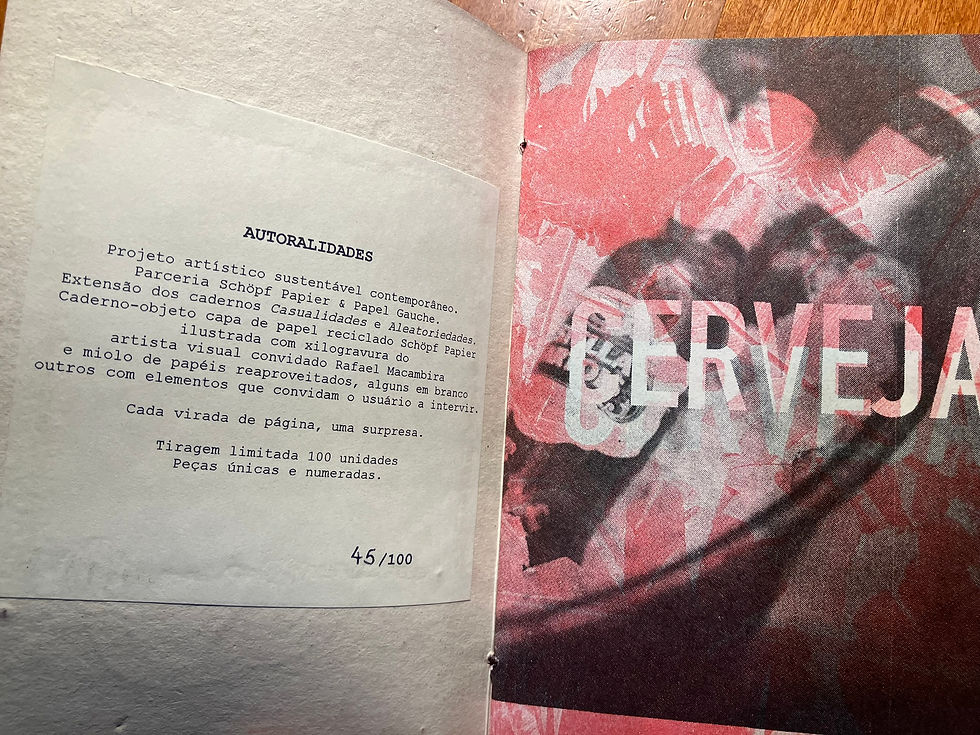 AUTORALIDADES
Projeto artístico sustentável contemporâneo.
Parceria Schöpf Papier & Papel Gauche.
Extensão dos cadernos Casualidades e Aleatoriedades.
Caderno-objeto capa de papel reciclado Schöpf Papier
ilustrada com xilogravura do
artista visual convidado Rafael Macambira
e miolo de papéis reaproveitados, alguns em branco
outros com elementos que convidam o usuário a intervir.
Cada virada de página, uma surpresa.
Tiragem limitada 100 unidades
Peças únicas e numeradas.
45/100
CERVEJA